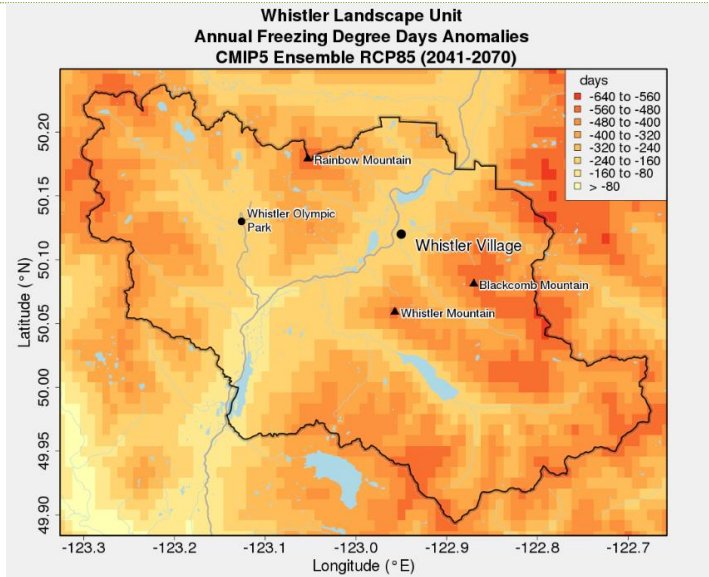 Whistler Landscape Unit
Annual Freezing Degree Days Anomalies
CMIP5 Ensemble RCP85 (2041-2070)
days
-640 to -560
-560 to -480
-480 to -400
-400 to -320
-320 to -240
-240 to -160
-160 to -80
> -80
50.20
50.15
50.10
50.05
50.00
49.95
49.90
Latitude (°N)
Rainbow Mountain
Whistler Olympic
Park
Whistler Village
Blackcomb Mountain
Whistler Mountain
-123.3 -123.2 -123.1 -123.0 -122.9 -122.8 -122.7
Longitude (°E)